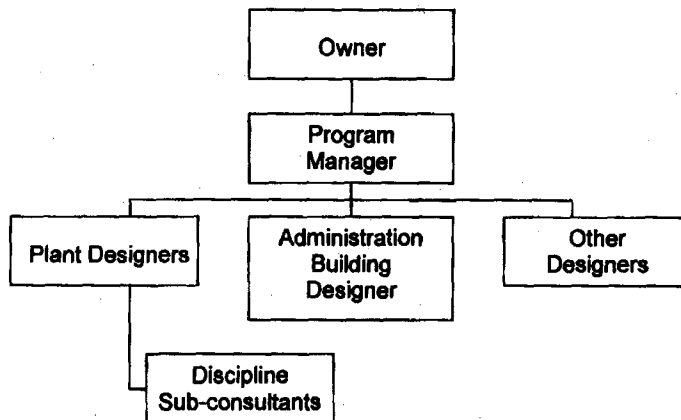 Owner
Program
Manager
Plant Designers
Administration
Building
Designer
Other
Designers
Discipline
Sub-consultants